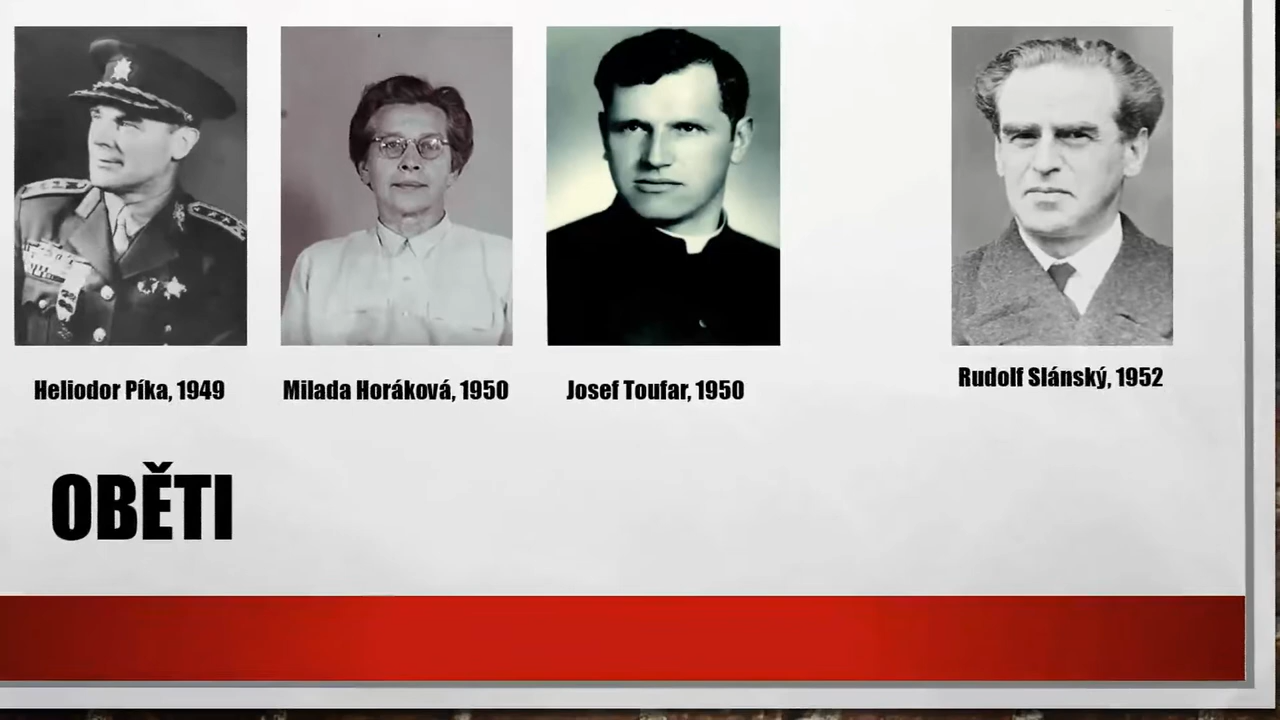 Heliodor Píka, 1949
Milada Horáková, 1950
Josef Toufar, 1950
Rudolf Slánský, 1952
OBĚTI